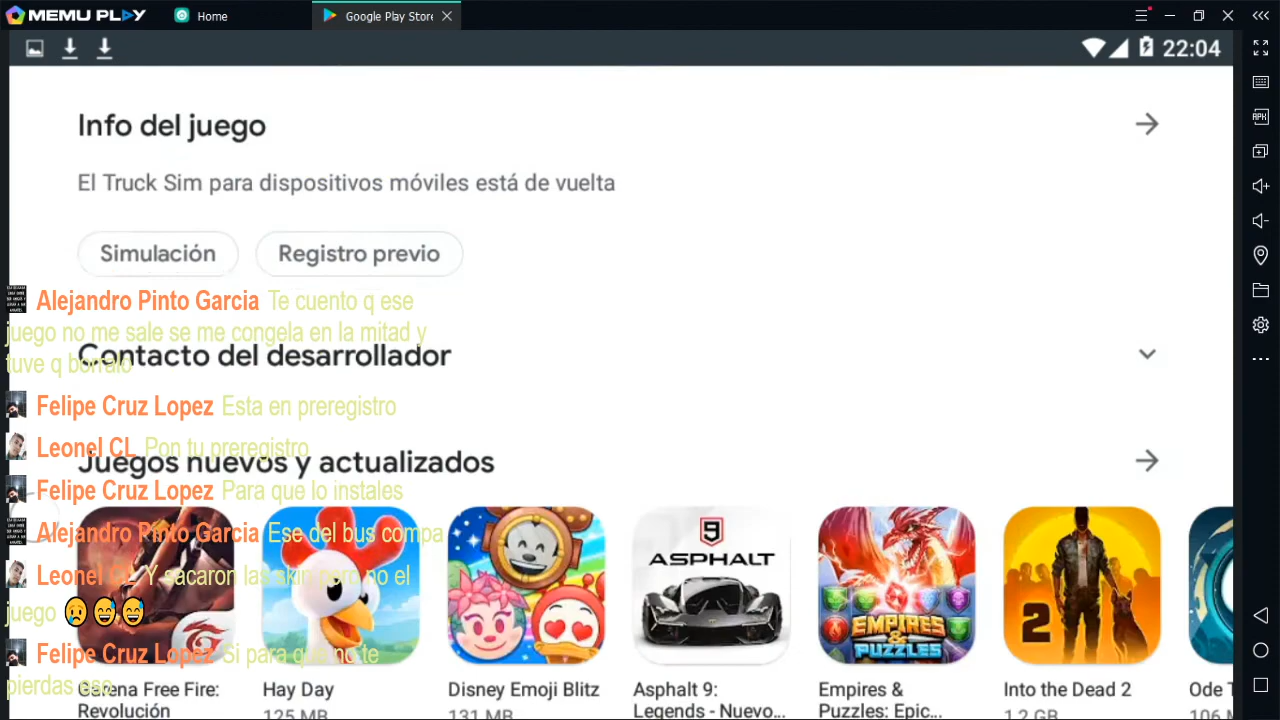 MEMU PLAY
Home
Google Play Store
22:04
Info del juego
El Truck Sim para dispositivos móviles está de vuelta
Simulación
Registro previo
Alejandro Pinto Garcia Te cuento q ese
juego no me sale se me congela en la mitad y
tuve q borralo
Contacto del desarrollador
Felipe Cruz Lopez Esta en preregistro
Leonel CL Pon tu preregistro
Juegos nuevos y actualizados
Felipe Cruz Lopez Para que lo instales
Alejandro Pinto Garcia Ese del bus compa
Leonel CL Y sacaron las skin pero no el
juego 😥😅😅
Felipe Cruz Lopez Si para que no te
pierdas eso
APK
9
ASPHALT
EMPIRES &
PUZZLES
2
Garena Free Fire:
Revolución
Hay Day
125 MB
Disney Emoji Blitz
131 MB
Asphalt 9:
Legends - Nuevo...
Empires &
Puzzles: Epic...
Into the Dead 2
1.2 GB
Ode T
106 M